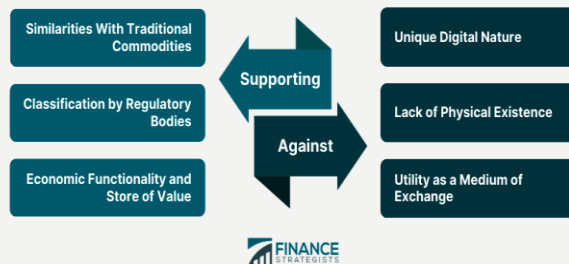 Similarities With Traditional
Commodities
Classification by Regulatory
Bodies
Economic Functionality and
Store of Value
Supporting
Against
Unique Digital Nature
Lack of Physical Existence
Utility as a Medium of
Exchange
FINANCE
STRATEGISTS